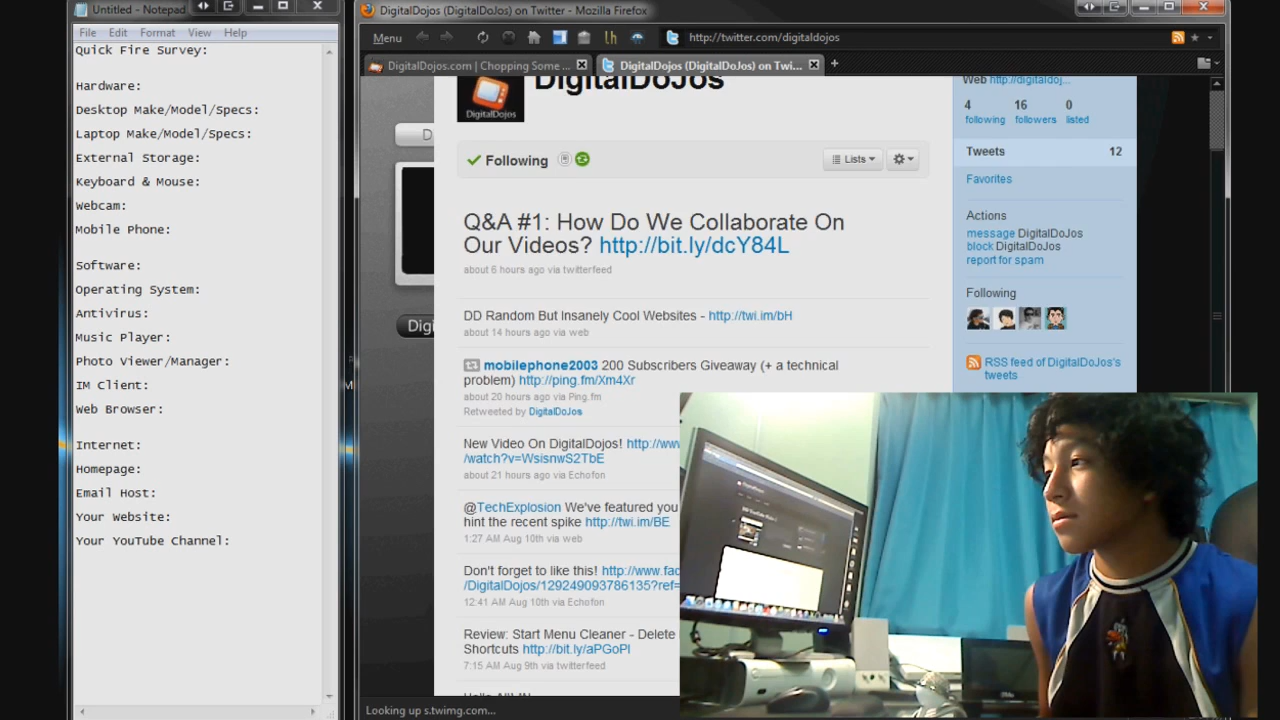 Untitled - Notepad
File Edit Format View Help
Quick Fire Survey:
Hardware:
Desktop Make/Model/Specs:
Laptop Make/Model/Specs:
External Storage:
Keyboard & Mouse:
Webcam:
Mobile Phone:
Software:
Operating System:
Antivirus:
Music Player:
Photo Viewer/Manager:
IM Client:
Web Browser:
Internet:
Homepage:
Email Host:
Your Website:
Your YouTube Channel:
DigitalDojos (DigitalDoJos) on Twitter - Mozilla Firefox
Menu
http://twitter.com/digitaldojos
DigitalDojos.com | Chopping Some ...
DigitalDojos (DigitalDoJos) on Twi...
DigitalDoJos
DigitalDojos
Following
Lists
Q&A #1: How Do We Collaborate On
Our Videos? http://bit.ly/dcY84L
about 6 hours ago via twitterfeed
DD Random But Insanely Cool Websites - http://twi.im/bH
about 14 hours ago via web
mobilephone2003 200 Subscribers Giveaway (+ a technical
problem) http://ping.fm/Xm4Xr
about 20 hours ago via Ping.fm
Retweeted by DigitalDoJos
New Video On DigitalDojos! http://www
/watch?v=WsisnwS2TbE
about 21 hours ago via Echofon
@TechExplosion We've featured you
hint the recent spike http://twi.im/BE
1:27 AM Aug 10th via web
Don't forget to like this! http://www.fac
/DigitalDojos/129249093786135?ref=
12:41 AM Aug 10th via Echofon
Review: Start Menu Cleaner - Delete
Shortcuts http://bit.ly/aPGoPl
7:15 AM Aug 9th via twitterfeed
Web http://digitaldoj...
4 16 0
following followers listed
Tweets 12
Favorites
Actions
message DigitalDoJos
block DigitalDoJos
report for spam
Following
RSS feed of DigitalDoJos's
tweets
D
Digi
M
Looking up s.twimg.com...